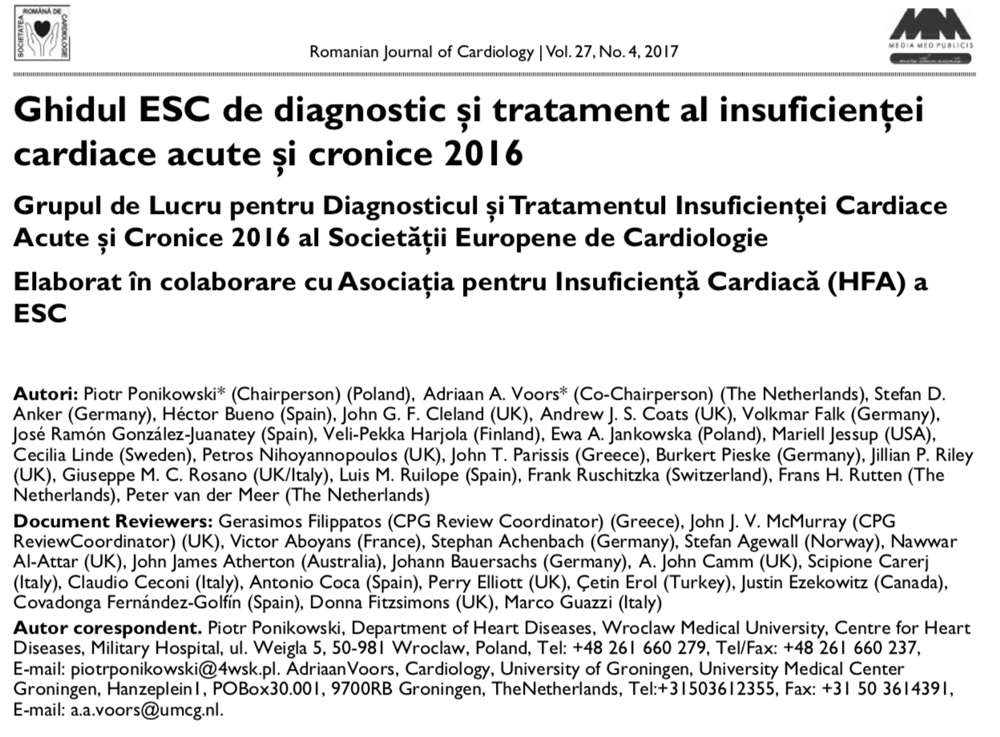 SOCIETATEA ROMÂNĂ DE CARDIOLOGIE
Romanian Journal of Cardiology | Vol. 27, No. 4, 2017
MEDIA MED PUBLICIS
more than events
Ghidul ESC de diagnostic și tratament al insuficienței
cardiace acute și cronice 2016
Grupul de Lucru pentru Diagnosticul și Tratamentul Insuficienței Cardiace
Acute și Cronice 2016 al Societății Europene de Cardiologie
Elaborat în colaborare cu Asociația pentru Insuficiență Cardiacă (HFA) a
ESC
Autori: Piotr Ponikowski* (Chairperson) (Poland), Adriaan A. Voors* (Co-Chairperson) (The Netherlands), Stefan D.
Anker (Germany), Héctor Bueno (Spain), John G. F. Cleland (UK), Andrew J. S. Coats (UK), Volkmar Falk (Germany),
José Ramón González-Juanatey (Spain), Veli-Pekka Harjola (Finland), Ewa A. Jankowska (Poland), Mariell Jessup (USA),
Cecilia Linde (Sweden), Petros Nihoyannopoulos (UK), John T. Parissis (Greece), Burkert Pieske (Germany), Jillian P. Riley
(UK), Giuseppe M. C. Rosano (UK/Italy), Luis M. Ruilope (Spain), Frank Ruschitzka (Switzerland), Frans H. Rutten (The
Netherlands), Peter van der Meer (The Netherlands)
Document Reviewers: Gerasimos Filippatos (CPG Review Coordinator) (Greece), John J. V. McMurray (CPG
ReviewCoordinator) (UK), Victor Aboyans (France), Stephan Achenbach (Germany), Stefan Agewall (Norway), Nawwar
Al-Attar (UK), John James Atherton (Australia), Johann Bauersachs (Germany), A. John Camm (UK), Scipione Carerj
(Italy), Claudio Ceconi (Italy), Antonio Coca (Spain), Perry Elliott (UK), Çetin Erol (Turkey), Justin Ezekowitz (Canada),
Covadonga Fernández-Golfín (Spain), Donna Fitzsimons (UK), Marco Guazzi (Italy)
Autor corespondent. Piotr Ponikowski, Department of Heart Diseases, Wroclaw Medical University, Centre for Heart
Diseases, Military Hospital, ul. Weigla 5, 50-981 Wroclaw, Poland, Tel: +48 261 660 279, Tel/Fax: +48 261 660 237,
E-mail: piotrponikowski@4wsk.pl. AdriaanVoors, Cardiology, University of Groningen, University Medical Center
Groningen, Hanzeplein1, POBox30.001, 9700RB Groningen, TheNetherlands, Tel:+31503612355, Fax: +31 50 3614391,
E-mail: a.a.voors@umcg.nl.